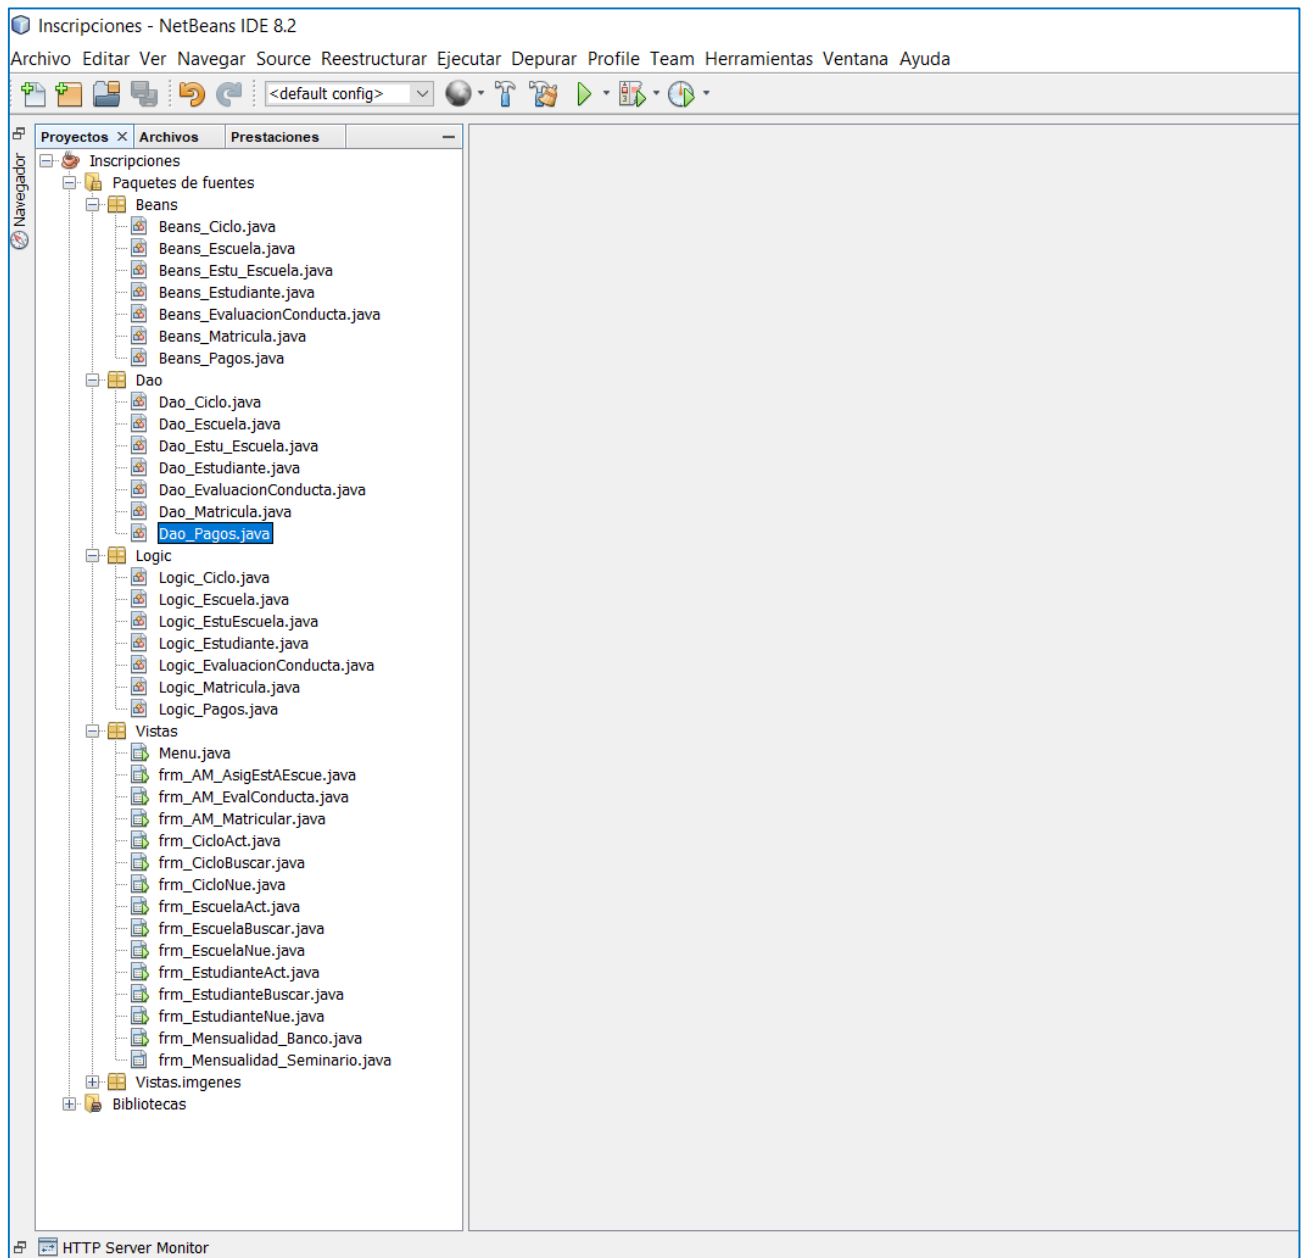 Inscripciones - NetBeans IDE 8.2
Archivo Editar Ver Navegar Source Reestructurar Ejecutar Depurar Profile Team Herramientas Ventana Ayuda
<default config>
Proyectos × Archivos Prestaciones
Navegador
Inscripciones
Paquetes de fuentes
Beans
Beans_Ciclo.java
Beans_Escuela.java
Beans_Estu_Escuela.java
Beans_Estudiante.java
Beans_EvaluacionConducta.java
Beans_Matricula.java
Beans_Pagos.java
Dao
Dao_Ciclo.java
Dao_Escuela.java
Dao_Estu_Escuela.java
Dao_Estudiante.java
Dao_EvaluacionConducta.java
Dao_Matricula.java
Dao_Pagos.java
Logic
Logic_Ciclo.java
Logic_Escuela.java
Logic_EstuEscuela.java
Logic_Estudiante.java
Logic_EvaluacionConducta.java
Logic_Matricula.java
Logic_Pagos.java
Vistas
Menu.java
frm_AM_AsigEstAEscue.java
frm_AM_EvalConducta.java
frm_AM_Matricular.java
frm_CicloAct.java
frm_CicloBuscar.java
frm_CicloNue.java
frm_EscuelaAct.java
frm_EscuelaBuscar.java
frm_EscuelaNue.java
frm_EstudianteAct.java
frm_EstudianteBuscar.java
frm_EstudianteNue.java
frm_Mensualidad_Banco.java
frm_Mensualidad_Seminario.java
Vistas.imgenes
Bibliotecas
HTTP Server Monitor